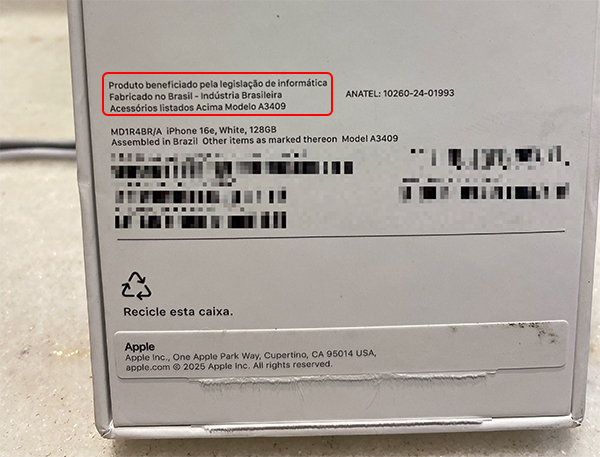 Produto beneficiado pela legislação de informática
Fabricado no Brasil - Indústria Brasileira
Acessórios listados Acima Modelo A3409
ANATEL: 10260-24-01993
MD1R4BR/A iPhone 16e, White, 128GB
Assembled in Brazil Other items as marked thereon Model A3409
Recicle esta caixa.
Apple
Apple Inc., One Apple Park Way, Cupertino, CA 95014 USA,
apple.com © 2025 Apple Inc. All rights reserved.